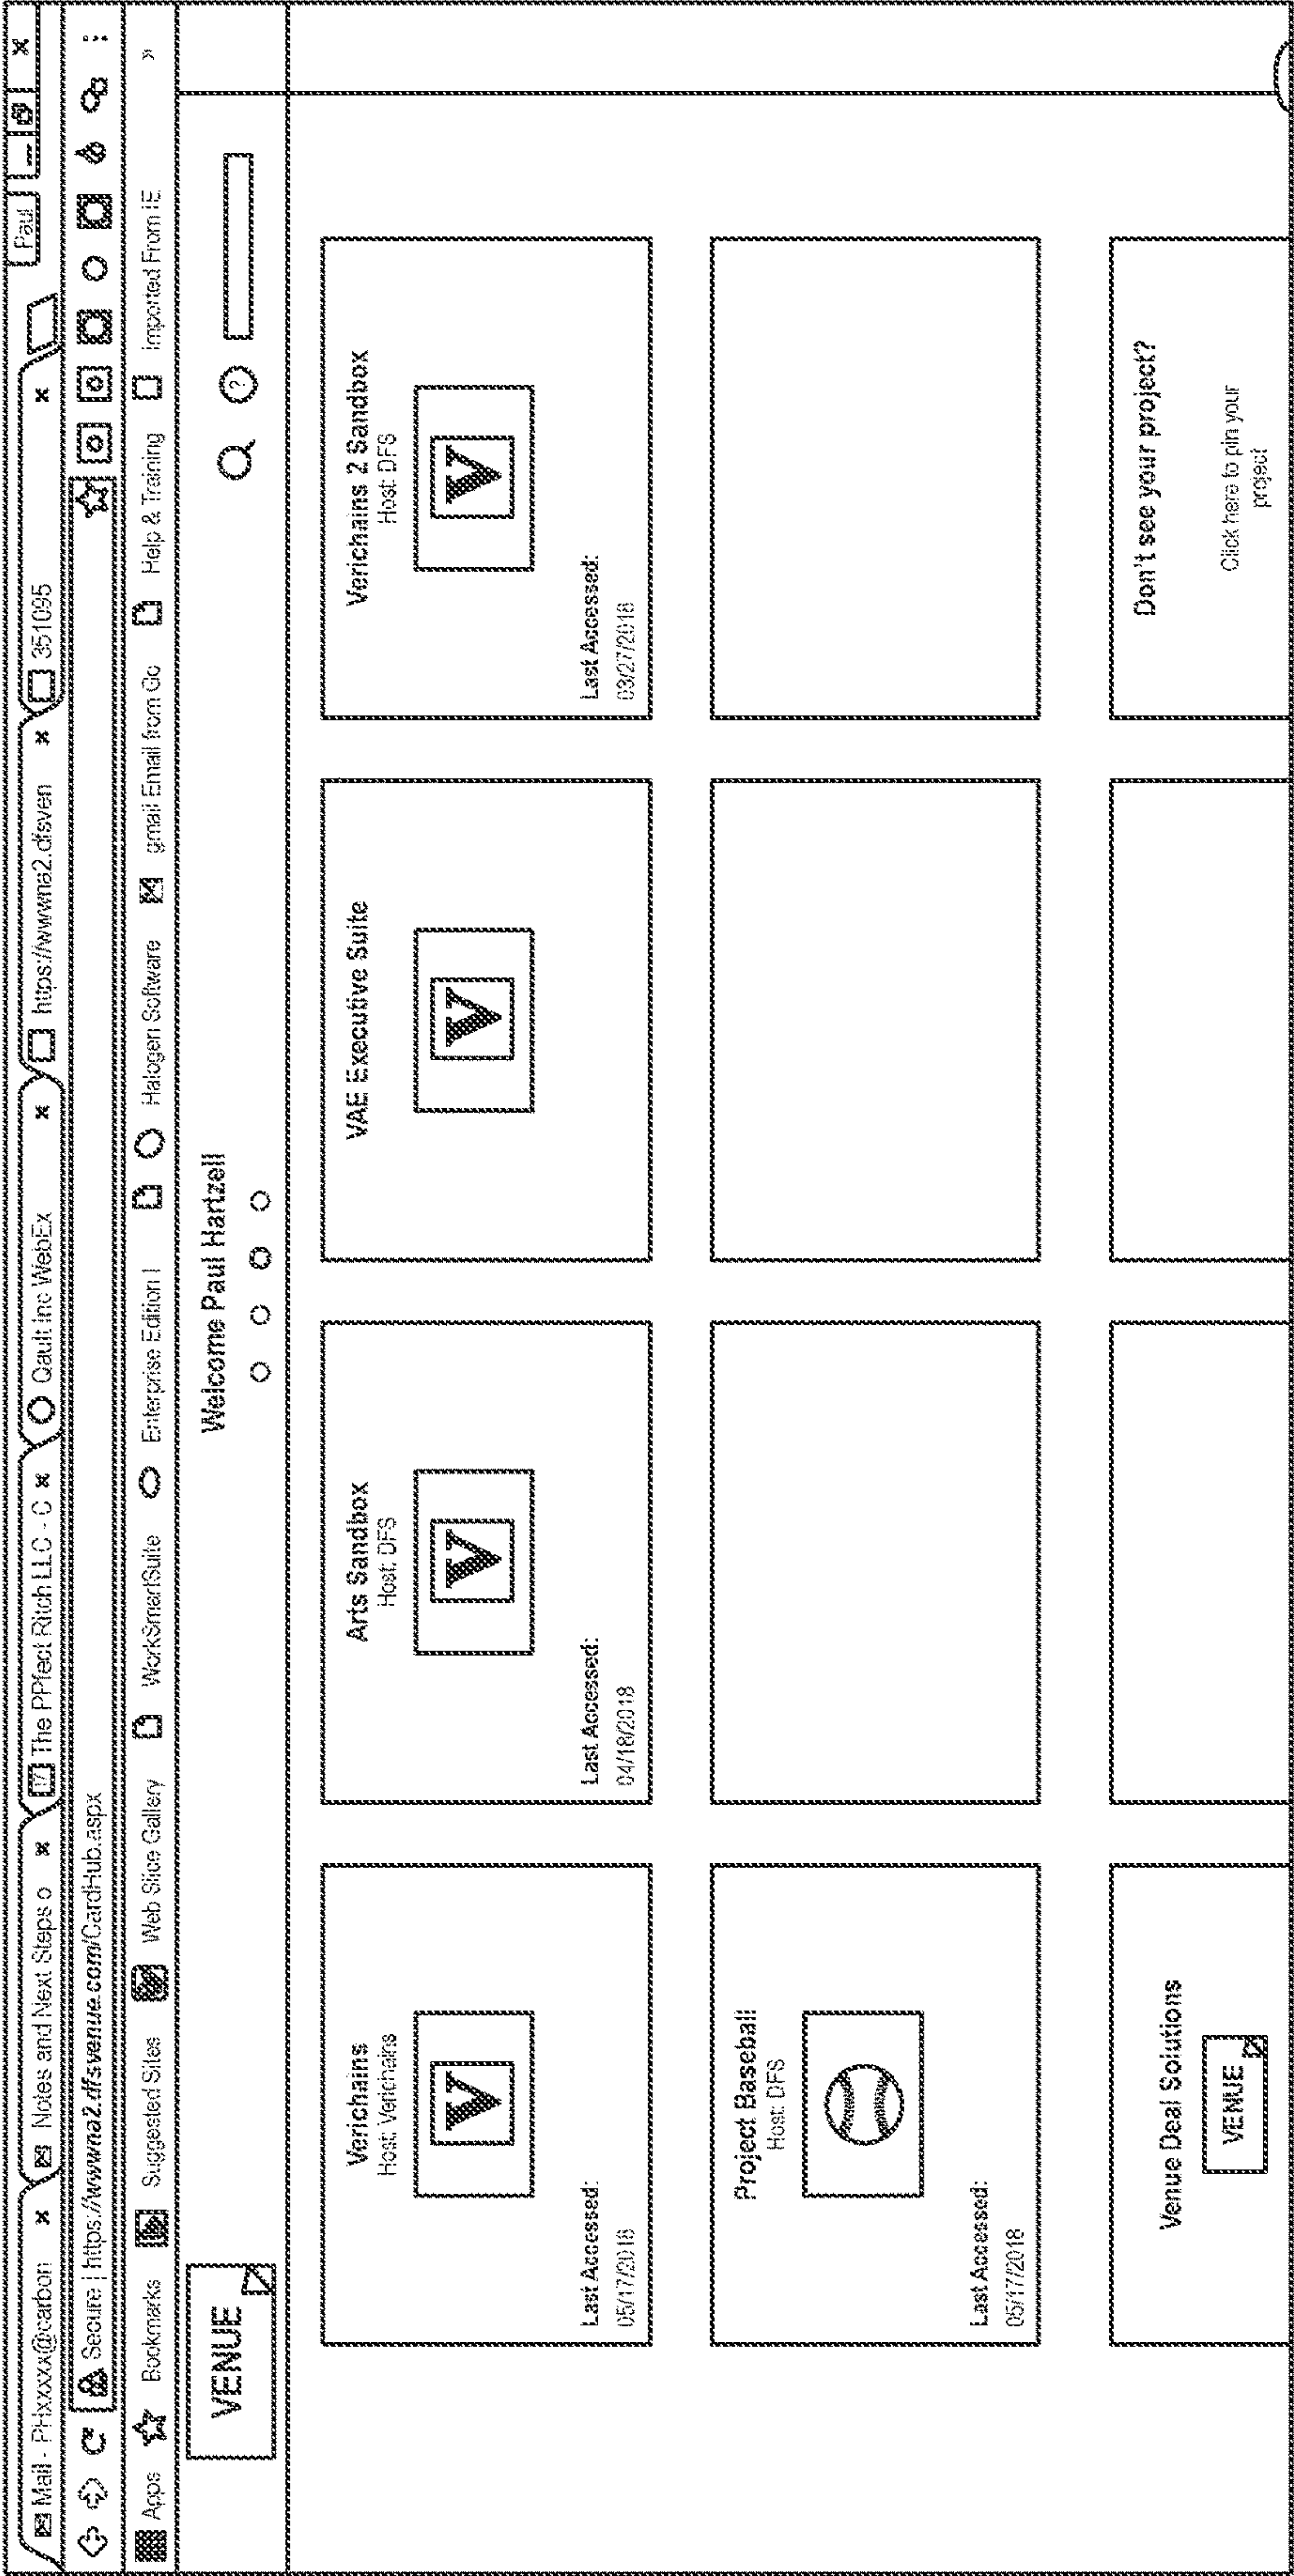 Mail - PHxxxxx@carbon x Notes and Next Steps o x The PPfect Ritch LLC - C x Qault Inc WebEx x https://wwwna2.dfsven x 351095 x Paul
Secure | https://wwwna2.dfsvenue.com/CardHub.aspx
Apps Bookmarks Suggested Sites Web Slice Gallery WorkSmartSuite Enterprise Edition I Halogen Software gmail Email from Go Help & Training Imported From IE »
VENUE
Welcome Paul Hartzell
?
Verichains
Host: Verichains
V
Last Accessed:
05/17/2018
Arts Sandbox
Host: DFS
V
Last Accessed:
04/18/2018
VAE Executive Suite
V
Verichains 2 Sandbox
Host: DFS
V
Last Accessed:
03/27/2018
Project Baseball
Host: DFS
Last Accessed:
05/17/2018
Venue Deal Solutions
VENUE
Don't see your project?
Click here to pin your
project